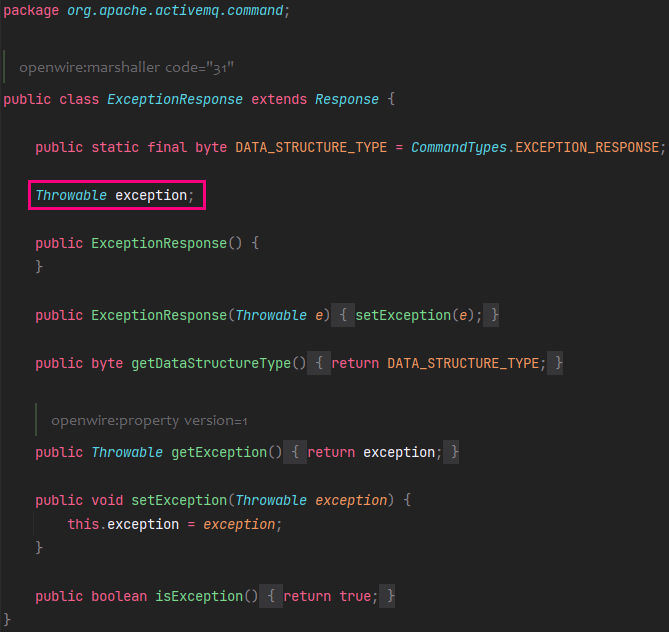 package org.apache.activemq.command;
openwire:marshaller code="31"
public class ExceptionResponse extends Response {
public static final byte DATA_STRUCTURE_TYPE = CommandTypes.EXCEPTION_RESPONSE;
Throwable exception;
public ExceptionResponse() {
}
public ExceptionResponse(Throwable e) { setException(e); }
public byte getDataStructureType() { return DATA_STRUCTURE_TYPE; }
openwire:property version=1
public Throwable getException() { return exception; }
public void setException(Throwable exception) {
this.exception = exception;
}
public boolean isException() { return true; }
}